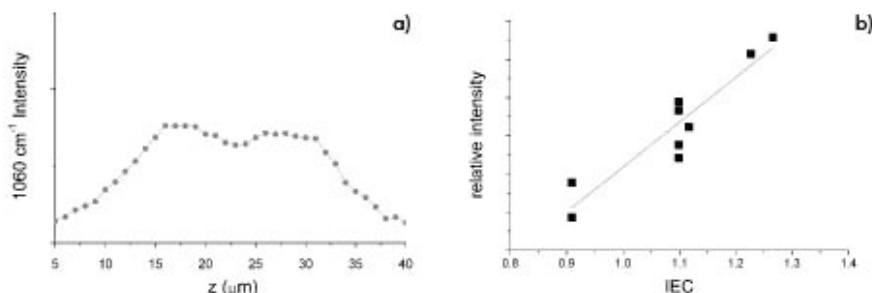 a)
1060 cm⁻¹ Intensity
5 10 15 20 25 30 35 40
z (μm)
b)
relative intensity
0.8 0.9 1.0 1.1 1.2 1.3 1.4
IEC